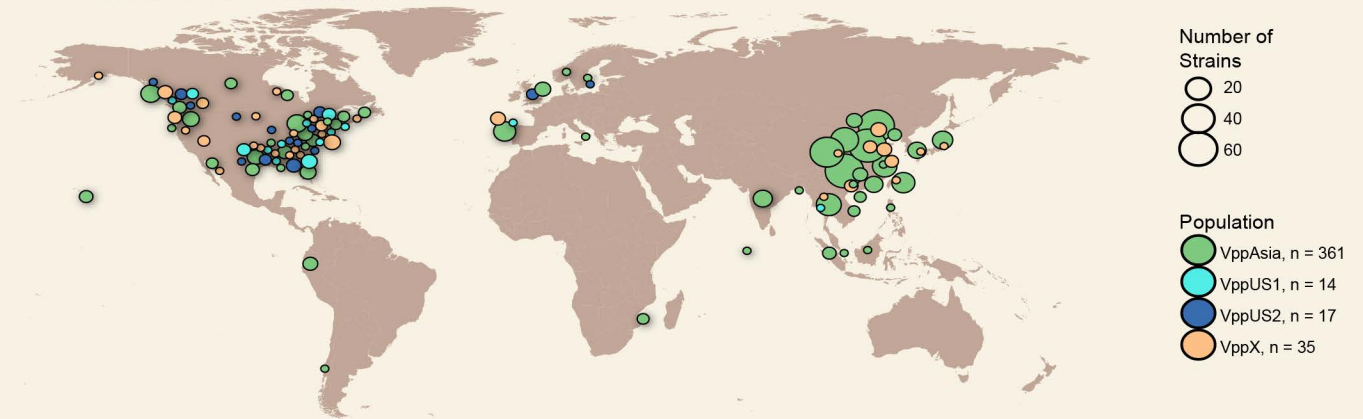 Number of
Strains
20
40
60
Population
VppAsia, n = 361
VppUS1, n = 14
VppUS2, n = 17
VppX, n = 35